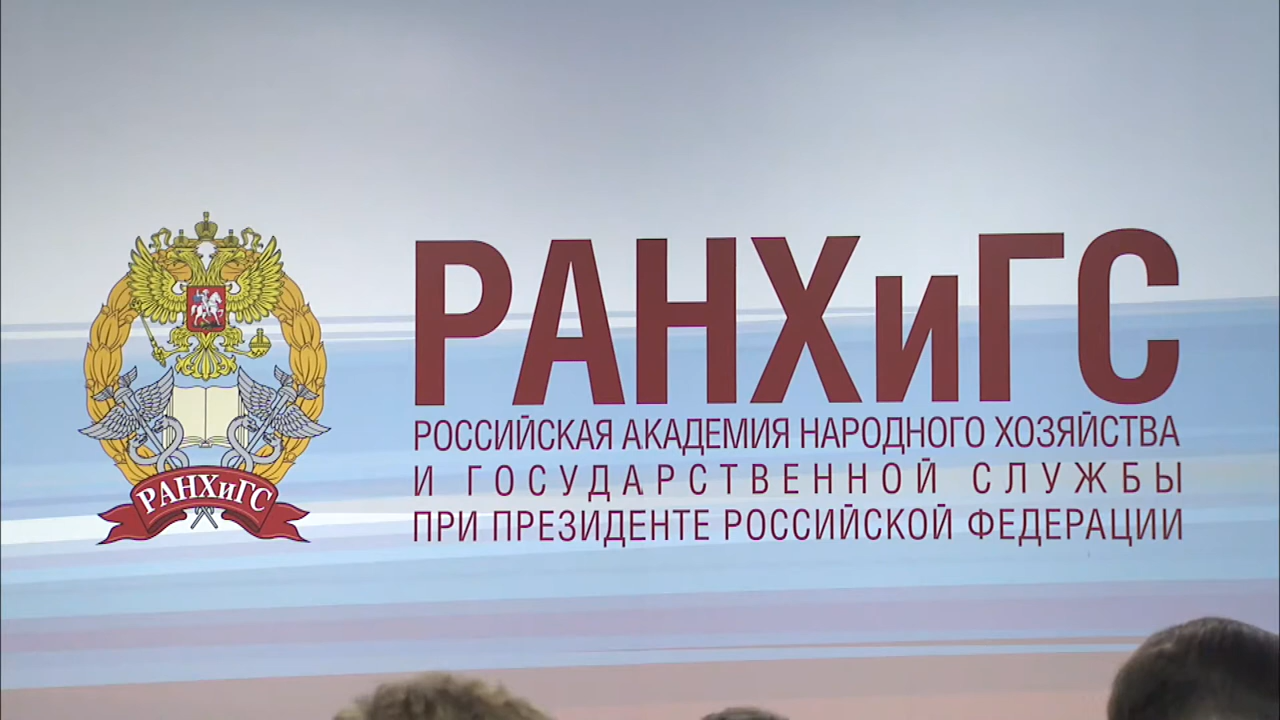 РАНХиГС
РОССИЙСКАЯ АКАДЕМИЯ НАРОДНОГО ХОЗЯЙСТВА
И ГОСУДАРСТВЕННОЙ СЛУЖБЫ
ПРИ ПРЕЗИДЕНТЕ РОССИЙСКОЙ ФЕДЕРАЦИИ
РАНХиГС